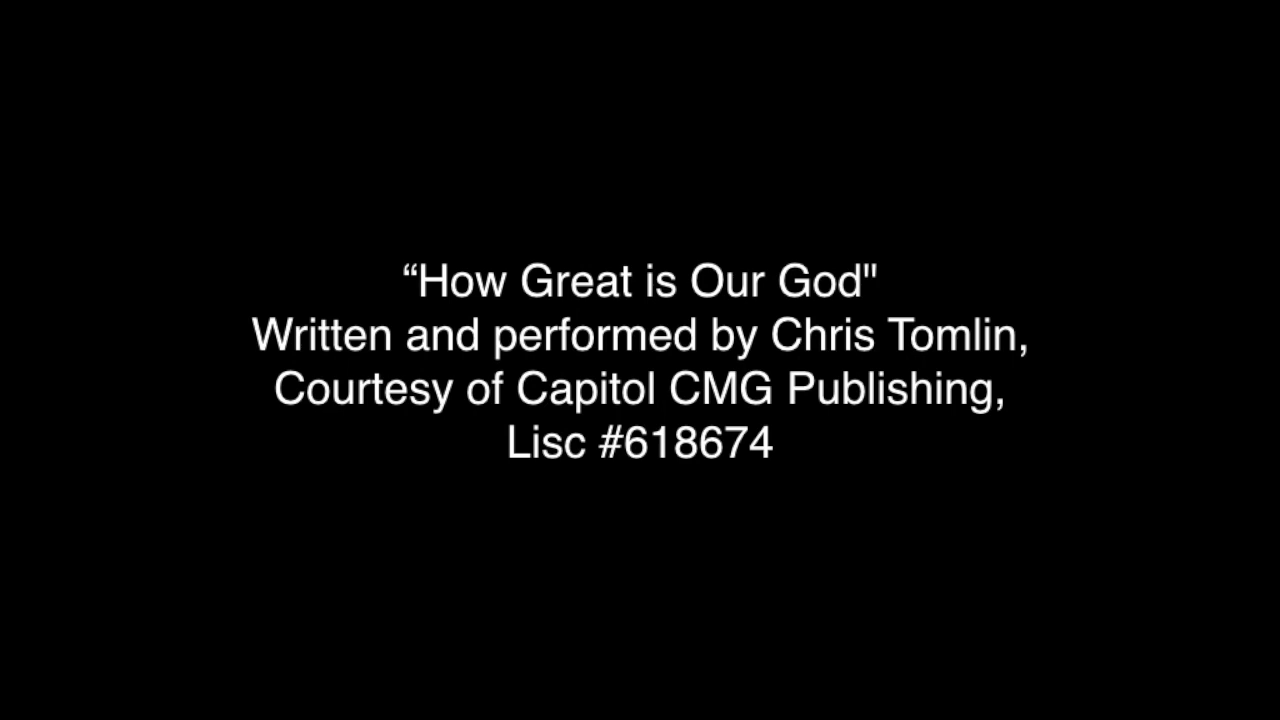 “How Great is Our God"
Written and performed by Chris Tomlin,
Courtesy of Capitol CMG Publishing,
Lisc #618674